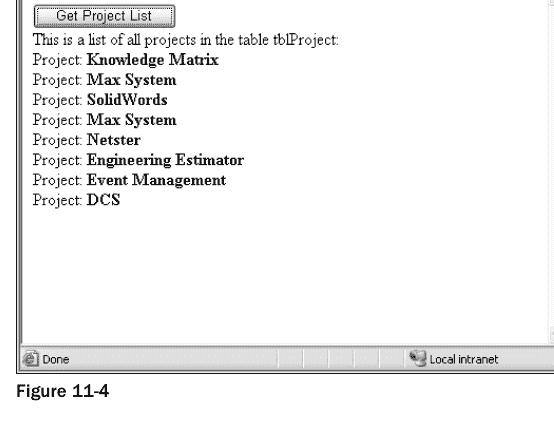 Get Project List
This is a list of all projects in the table tblProject:
Project: Knowledge Matrix
Project: Max System
Project: SolidWords
Project: Max System
Project: Netster
Project: Engineering Estimator
Project: Event Management
Project: DCS
Done
Local intranet
Figure 11-4